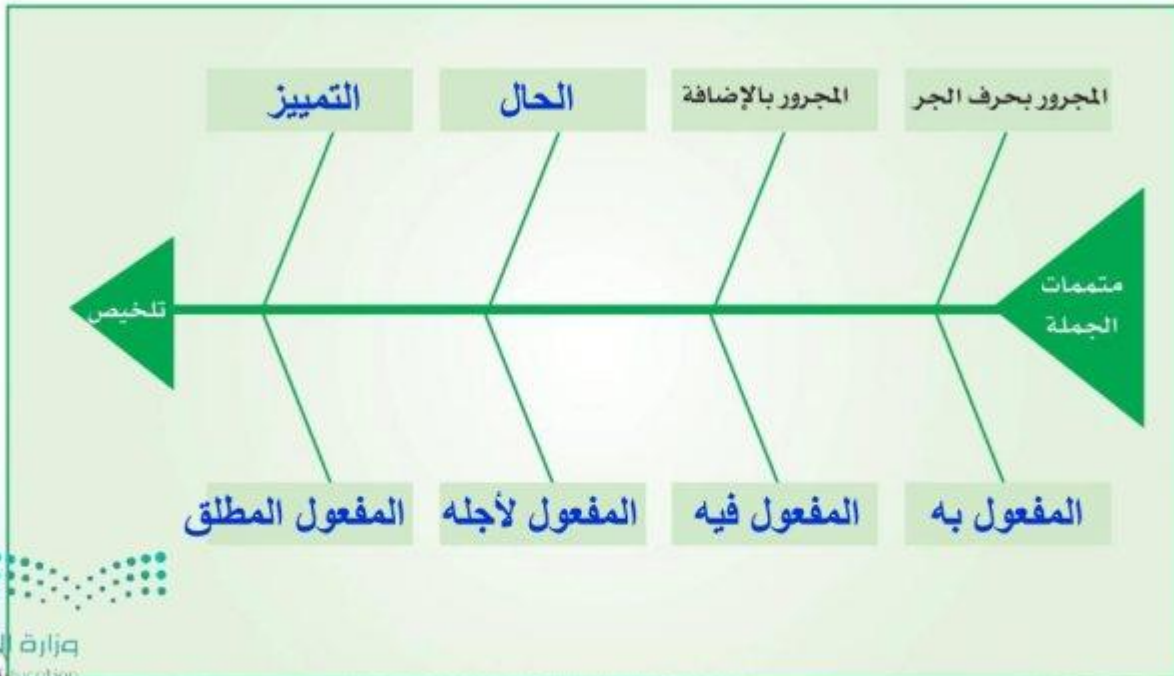 المجرور بحرف الجر
المجرور بالإضافة
الحال
التمييز
متممات
الجملة
تلخيص
المفعول به
المفعول فيه
المفعول لأجله
المفعول المطلق
وزارة